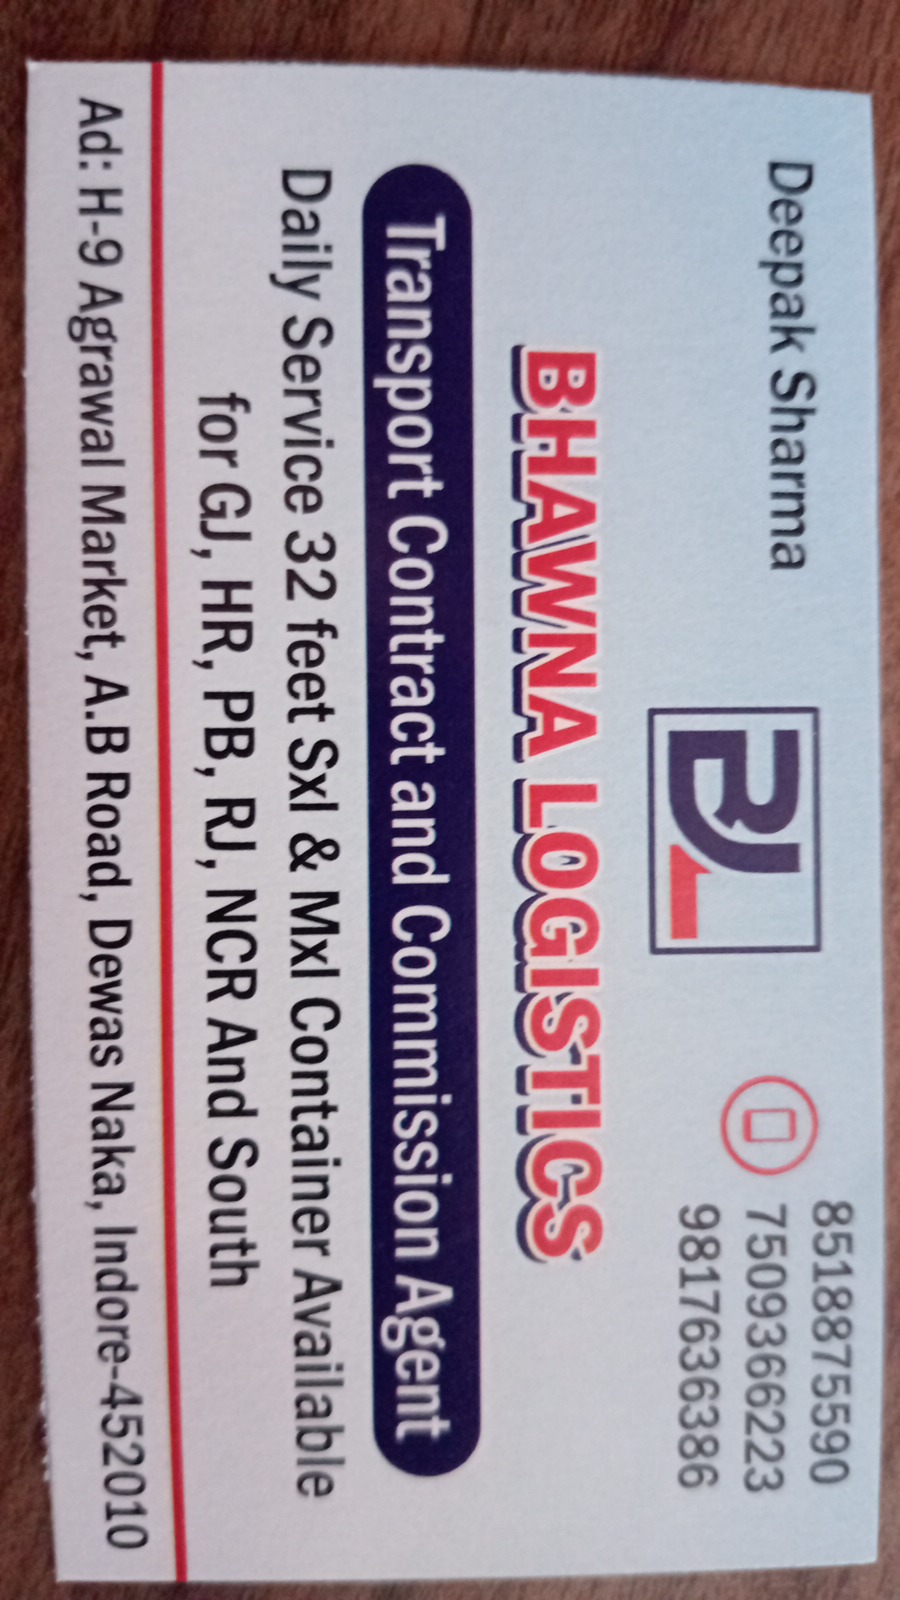 Deepak Sharma
BL
8518875590
7509366223
9817636386
BHAWNA LOGISTICS
Transport Contract and Commission Agent
Daily Service 32 feet Sxl & Mxl Container Available
for GJ, HR, PB, RJ, NCR And South
Ad: H-9 Agrawal Market, A.B Road, Dewas Naka, Indore-452010